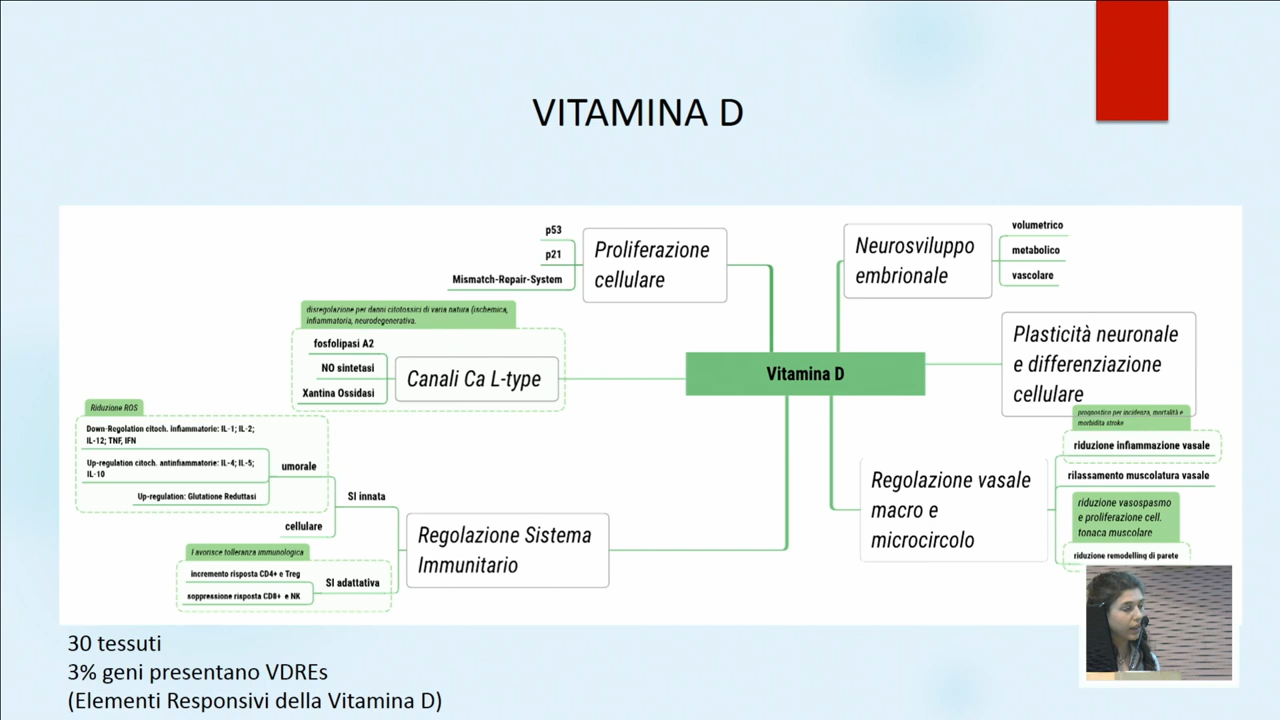 VITAMINA D
p53
p21
Mismatch-Repair-System
Proliferazione
cellulare
Neurosviluppo
embrionale
volumetrico
metabolico
vascolare
disregolazione per danni citotossici di varia natura (ischemica,
infiammatoria, neurodegenerativa.
fosfolipasi A2
NO sintetasi
Xantina Ossidasi
Canali Ca L-type
Vitamina D
Plasticità neuronale
e differenziazione
cellulare
Riduzione ROS
Down-Regolation citoch. infiammatorie: IL-1; IL-2;
IL-12; TNF, IFN
Up-regulation citoch. antinfiammatorie: IL-4; IL-5;
IL-10
Up-regulation: Glutatione Reduttasi
umorale
cellulare
SI innata
Favorisce tolleranza immunologica
incremento risposta CD4+ e Treg
soppressione risposta CD8+ e NK
SI adattativa
Regolazione Sistema
Immunitario
Regolazione vasale
macro e
microcircolo
prognostico per incidenza, mortalità e
morbidita stroke
riduzione infiammazione vasale
rilassamento muscolatura vasale
riduzione vasospasmo
e proliferazione cell.
tonaca muscolare
riduzione remodelling di parete
30 tessuti
3% geni presentano VDREs
(Elementi Responsivi della Vitamina D)